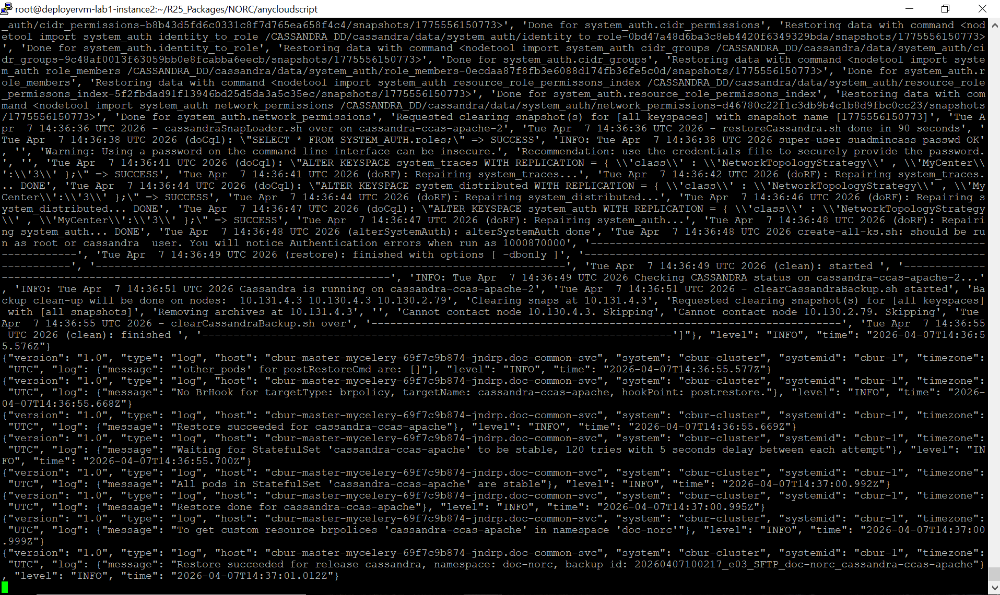 root@deployervm-lab1-instance2:~/R25_Packages/NORC/anycloudscript
_auth/cidr_permissions-b8b43d5fd6c0331c8f7d765ea658f4c4/snapshots/1775556150773>', 'Done for system_auth.cidr_permissions', 'Restoring data with command <nod
etool import system_auth identity_to_role /CASSANDRA_DD/cassandra/data/system_auth/identity_to_role-0bd47a48d6ba3c8eb4420f6349329bda/snapshots/1775556150773>
', 'Done for system_auth.identity_to_role', 'Restoring data with command <nodetool import system_auth cidr_groups /CASSANDRA_DD/cassandra/data/system_auth/ci
dr_groups-9c48af0013f63059bb0e8fcabba6eecb/snapshots/1775556150773>', 'Done for system_auth.cidr_groups', 'Restoring data with command <nodetool import syste
m_auth role_members /CASSANDRA_DD/cassandra/data/system_auth/role_members-0ecdaa87f8fb3e6088d174fb36fe5c0d/snapshots/1775556150773>', 'Done for system_auth.r
ole_members', 'Restoring data with command <nodetool import system_auth resource_role_permissons_index /CASSANDRA_DD/cassandra/data/system_auth/resource_role
_permissons_index-5f2fbdad91f13946bd25d5da3a5c35ec/snapshots/1775556150773>', 'Done for system_auth.resource_role_permissons_index', 'Restoring data with com
mand <nodetool import system_auth network_permissions /CASSANDRA_DD/cassandra/data/system_auth/network_permissions-d46780c22f1c3db9b4c1b8d9fbc0cc23/snapshots
/1775556150773>', 'Done for system_auth.network_permissions', 'Requested clearing snapshot(s) for [all keyspaces] with snapshot name [1775556150773]', 'Tue A
pr  7 14:36:36 UTC 2026 - cassandraSnapLoader.sh over on cassandra-ccas-apache-2', 'Tue Apr  7 14:36:36 UTC 2026 - restoreCassandra.sh done in 90 seconds', '
Tue Apr  7 14:36:38 UTC 2026 (doCql): \"SELECT * FROM SYSTEM_AUTH.roles;\" => SUCCESS', 'INFO: Tue Apr  7 14:36:38 UTC 2026 super-user suadmincass passwd OK'
, '', 'Warning: Using a password on the command line interface can be insecure.', 'Recommendation: use the credentials file to securely provide the password.
', '', 'Tue Apr  7 14:36:41 UTC 2026 (doCql): \"ALTER KEYSPACE system_traces WITH REPLICATION = { \\'class\\' : \\'NetworkTopologyStrategy\\' , \\'MyCenter\\
':\\'3\\' };\" => SUCCESS', 'Tue Apr  7 14:36:41 UTC 2026 (doRF): Repairing system_traces...', 'Tue Apr  7 14:36:42 UTC 2026 (doRF): Repairing system_traces.
.. DONE', 'Tue Apr  7 14:36:44 UTC 2026 (doCql): \"ALTER KEYSPACE system_distributed WITH REPLICATION = { \\'class\\' : \\'NetworkTopologyStrategy\\' , \\'My
Center\\':\\'3\\' };\" => SUCCESS', 'Tue Apr  7 14:36:44 UTC 2026 (doRF): Repairing system_distributed...', 'Tue Apr  7 14:36:46 UTC 2026 (doRF): Repairing s
ystem_distributed... DONE', 'Tue Apr  7 14:36:47 UTC 2026 (doCql): \"ALTER KEYSPACE system_auth WITH REPLICATION = { \\'class\\' : \\'NetworkTopologyStrategy
\\' , \\'MyCenter\\':\\'3\\' };\" => SUCCESS', 'Tue Apr  7 14:36:47 UTC 2026 (doRF): Repairing system_auth...', 'Tue Apr  7 14:36:48 UTC 2026 (doRF): Repairi
ng system_auth... DONE', 'Tue Apr  7 14:36:48 UTC 2026 (alterSystemAuth): alterSystemAuth done', 'Tue Apr  7 14:36:48 UTC 2026 create-all-ks.sh: should be ru
n as root or cassandra  user. You will notice Authentication errors when run as 1000870000', '---------------------------------------------------------------
------------', 'Tue Apr  7 14:36:49 UTC 2026 (restore): finished with options [ -dbonly ]', '----------------------------------------------------------------
-----------', '---------------------------------------------------------------------------', 'Tue Apr  7 14:36:49 UTC 2026 (clean): started ', '-------------
--------------------------------------------------------------', 'INFO: Tue Apr  7 14:36:49 UTC 2026 Checking CASSANDRA status on cassandra-ccas-apache-2...'
, 'INFO: Tue Apr  7 14:36:51 UTC 2026 Cassandra is running on cassandra-ccas-apache-2', 'Tue Apr  7 14:36:51 UTC 2026 - clearCassandraBackup.sh started', 'Ba
ckup clean-up will be done on nodes:  10.131.4.3 10.130.4.3 10.130.2.79', 'Clearing snaps at 10.131.4.3', 'Requested clearing snapshot(s) for [all keyspaces]
 with [all snapshots]', 'Removing archives at 10.131.4.3', '', 'Cannot contact node 10.130.4.3. Skipping', 'Cannot contact node 10.130.2.79. Skipping', 'Tue
Apr  7 14:36:55 UTC 2026 - clearCassandraBackup.sh over', '---------------------------------------------------------------------------', 'Tue Apr  7 14:36:55
 UTC 2026 (clean): finished ', '---------------------------------------------------------------------------']"}, "level": "INFO", "time": "2026-04-07T14:36:5
5.576Z"}
{"version": "1.0", "type": "log", "host": "cbur-master-mycelery-69f7c9b874-jndrp.doc-common-svc", "system": "cbur-cluster", "systemid": "cbur-1", "timezone":
 "UTC", "log": {"message": "'other_pods' for postRestoreCmd are: []"}, "level": "INFO", "time": "2026-04-07T14:36:55.577Z"}
{"version": "1.0", "type": "log", "host": "cbur-master-mycelery-69f7c9b874-jndrp.doc-common-svc", "system": "cbur-cluster", "systemid": "cbur-1", "timezone":
 "UTC", "log": {"message": "No BrHook for targetType: brpolicy, targetName: cassandra-ccas-apache, hookPoint: postrestore."}, "level": "INFO", "time": "2026-
04-07T14:36:55.668Z"}
{"version": "1.0", "type": "log", "host": "cbur-master-mycelery-69f7c9b874-jndrp.doc-common-svc", "system": "cbur-cluster", "systemid": "cbur-1", "timezone":
 "UTC", "log": {"message": "Restore succeeded for cassandra-ccas-apache"}, "level": "INFO", "time": "2026-04-07T14:36:55.669Z"}
{"version": "1.0", "type": "log", "host": "cbur-master-mycelery-69f7c9b874-jndrp.doc-common-svc", "system": "cbur-cluster", "systemid": "cbur-1", "timezone":
 "UTC", "log": {"message": "Waiting for StatefulSet 'cassandra-ccas-apache' to be stable, 120 tries with 5 seconds delay between each attempt"}, "level": "IN
FO", "time": "2026-04-07T14:36:55.700Z"}
{"version": "1.0", "type": "log", "host": "cbur-master-mycelery-69f7c9b874-jndrp.doc-common-svc", "system": "cbur-cluster", "systemid": "cbur-1", "timezone":
 "UTC", "log": {"message": "All pods in StatefulSet 'cassandra-ccas-apache' are stable"}, "level": "INFO", "time": "2026-04-07T14:37:00.992Z"}
{"version": "1.0", "type": "log", "host": "cbur-master-mycelery-69f7c9b874-jndrp.doc-common-svc", "system": "cbur-cluster", "systemid": "cbur-1", "timezone":
 "UTC", "log": {"message": "Restore done for cassandra-ccas-apache"}, "level": "INFO", "time": "2026-04-07T14:37:00.995Z"}
{"version": "1.0", "type": "log", "host": "cbur-master-mycelery-69f7c9b874-jndrp.doc-common-svc", "system": "cbur-cluster", "systemid": "cbur-1", "timezone":
 "UTC", "log": {"message": "To get custom resource brpolices 'cassandra-ccas-apache' in namespace 'doc-norc'"}, "level": "INFO", "time": "2026-04-07T14:37:00
.999Z"}
{"version": "1.0", "type": "log", "host": "cbur-master-mycelery-69f7c9b874-jndrp.doc-common-svc", "system": "cbur-cluster", "systemid": "cbur-1", "timezone":
 "UTC", "log": {"message": "Restore succeeded for release cassandra, namespace: doc-norc, backup id: 20260407100217_e03_SFTP_doc-norc_cassandra-ccas-apache"}
, "level": "INFO", "time": "2026-04-07T14:37:01.012Z"}